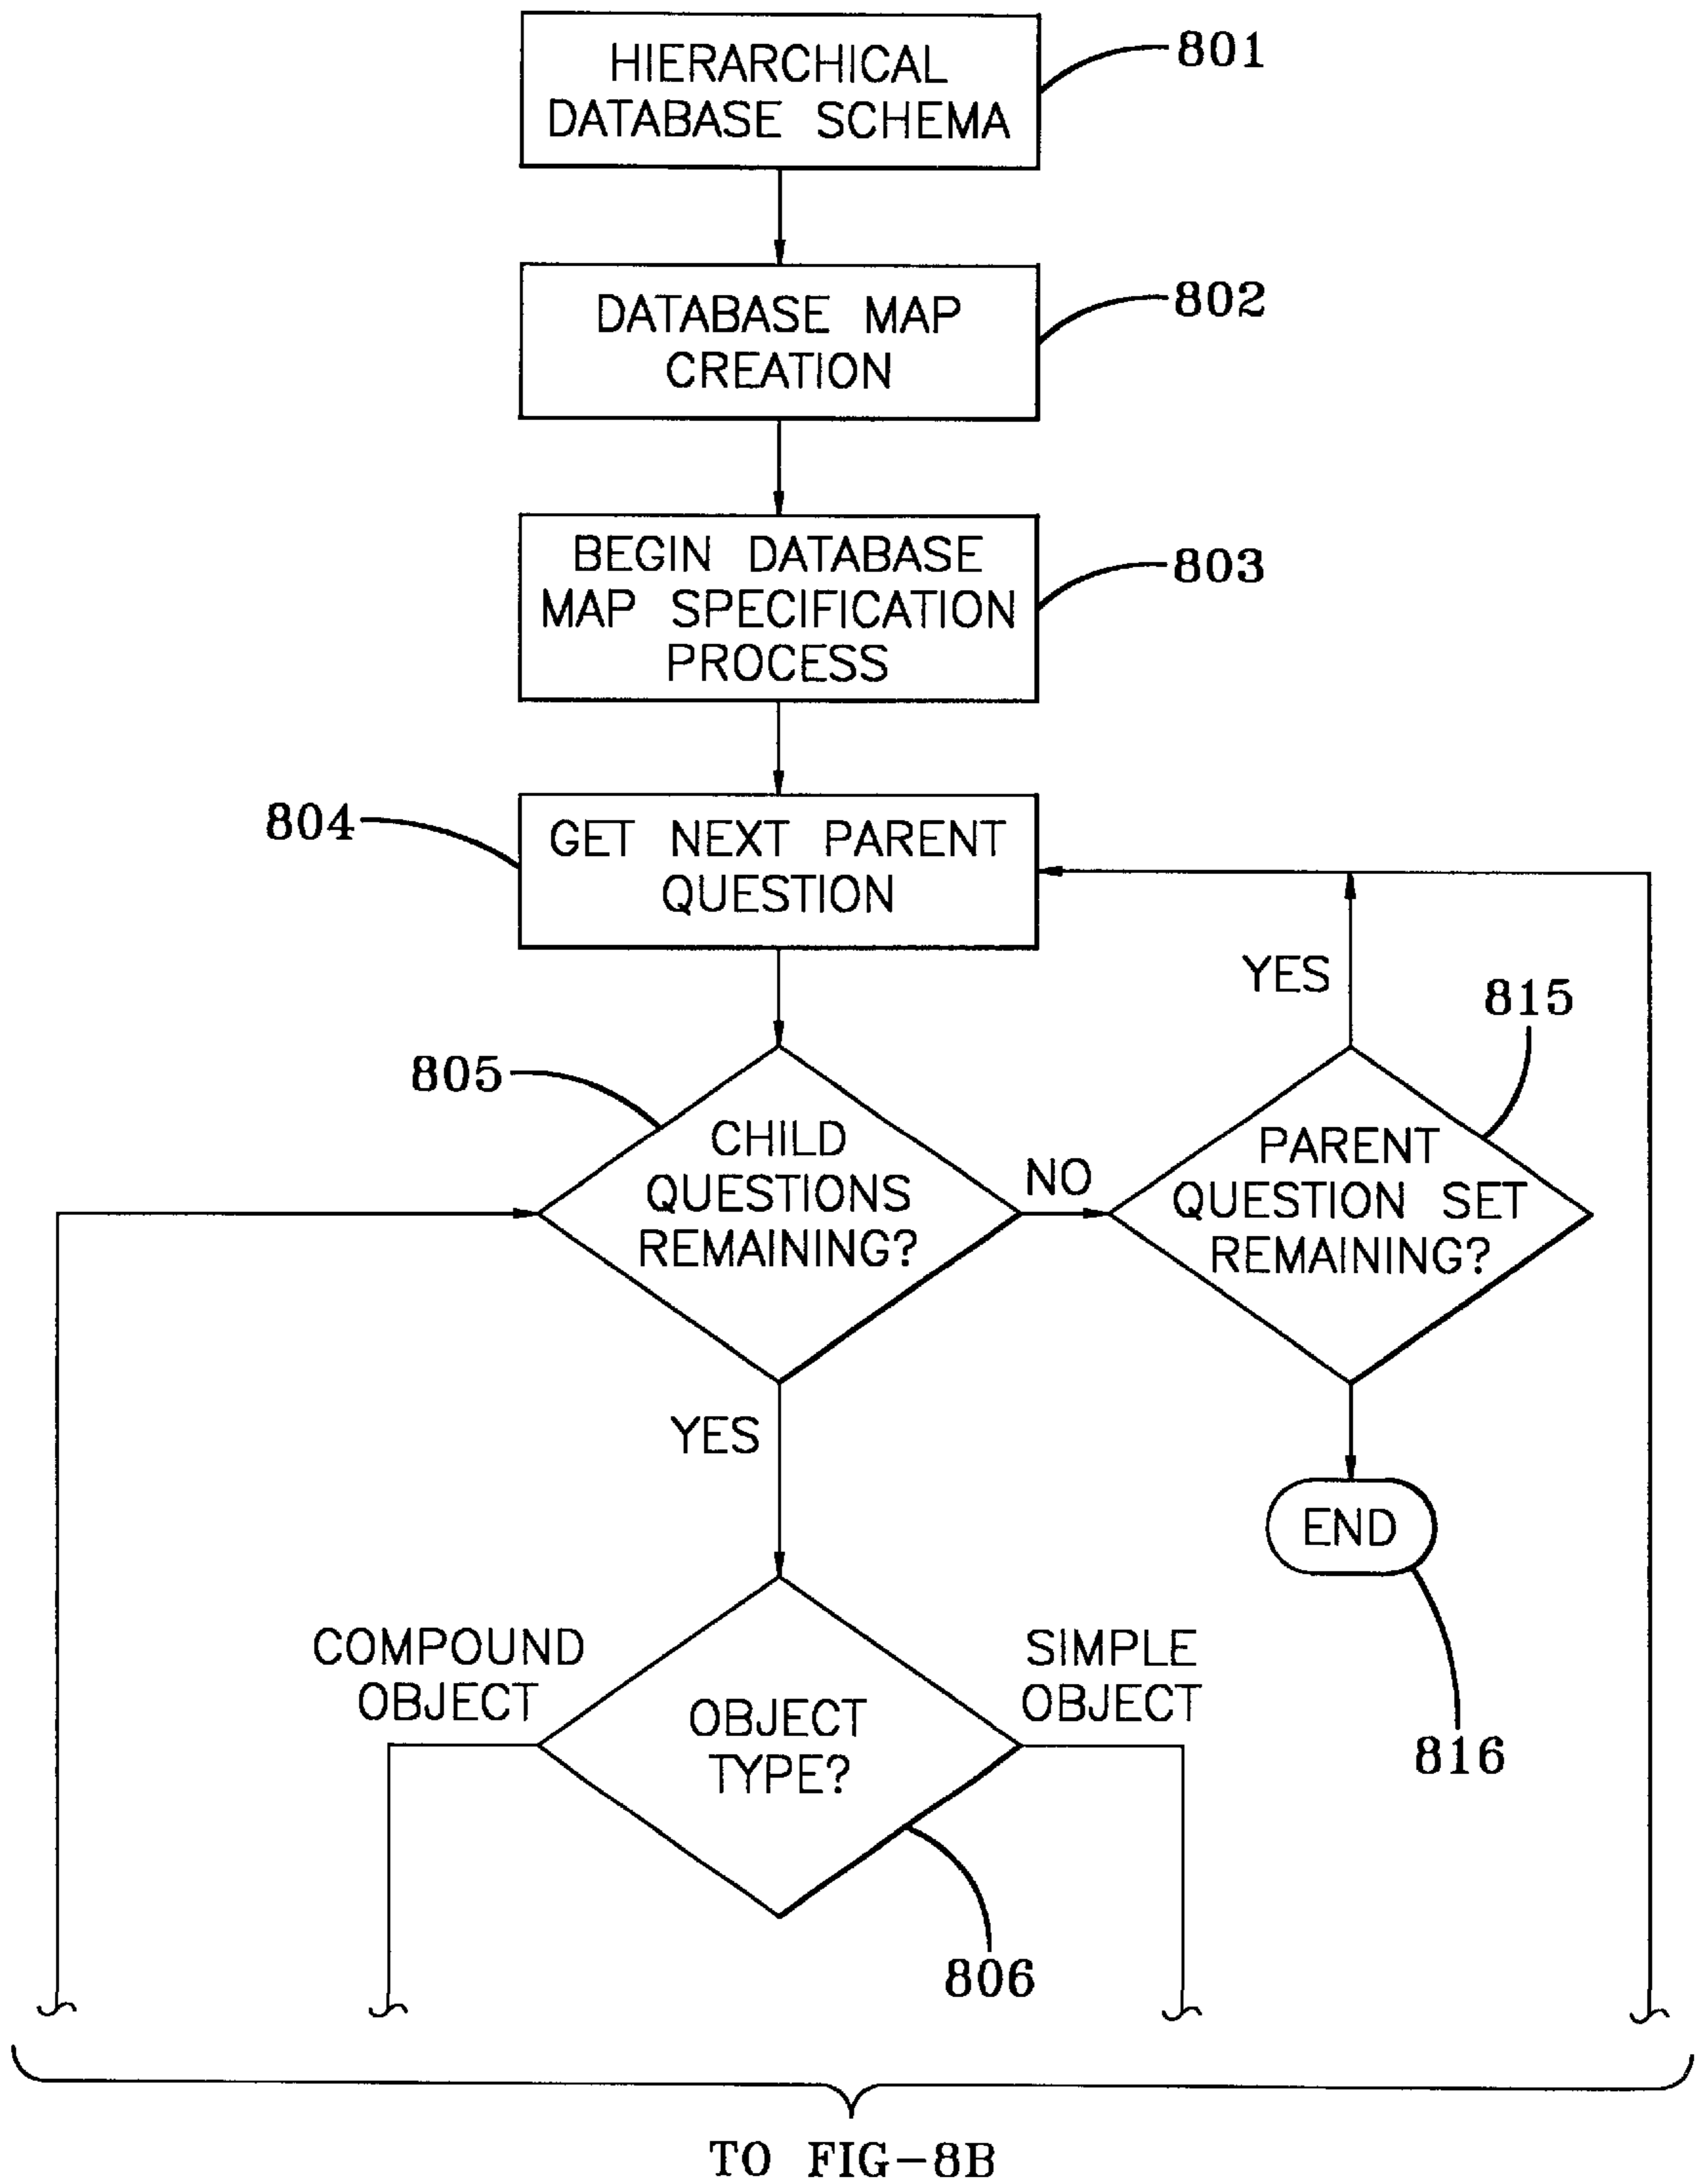 HIERARCHICAL
DATABASE SCHEMA
801
DATABASE MAP
CREATION
802
BEGIN DATABASE
MAP SPECIFICATION
PROCESS
803
804
GET NEXT PARENT
QUESTION
YES
815
805
CHILD
QUESTIONS
REMAINING?
NO
PARENT
QUESTION SET
REMAINING?
YES
END
816
COMPOUND
OBJECT
OBJECT
TYPE?
SIMPLE
OBJECT
806
TO FIG-8B